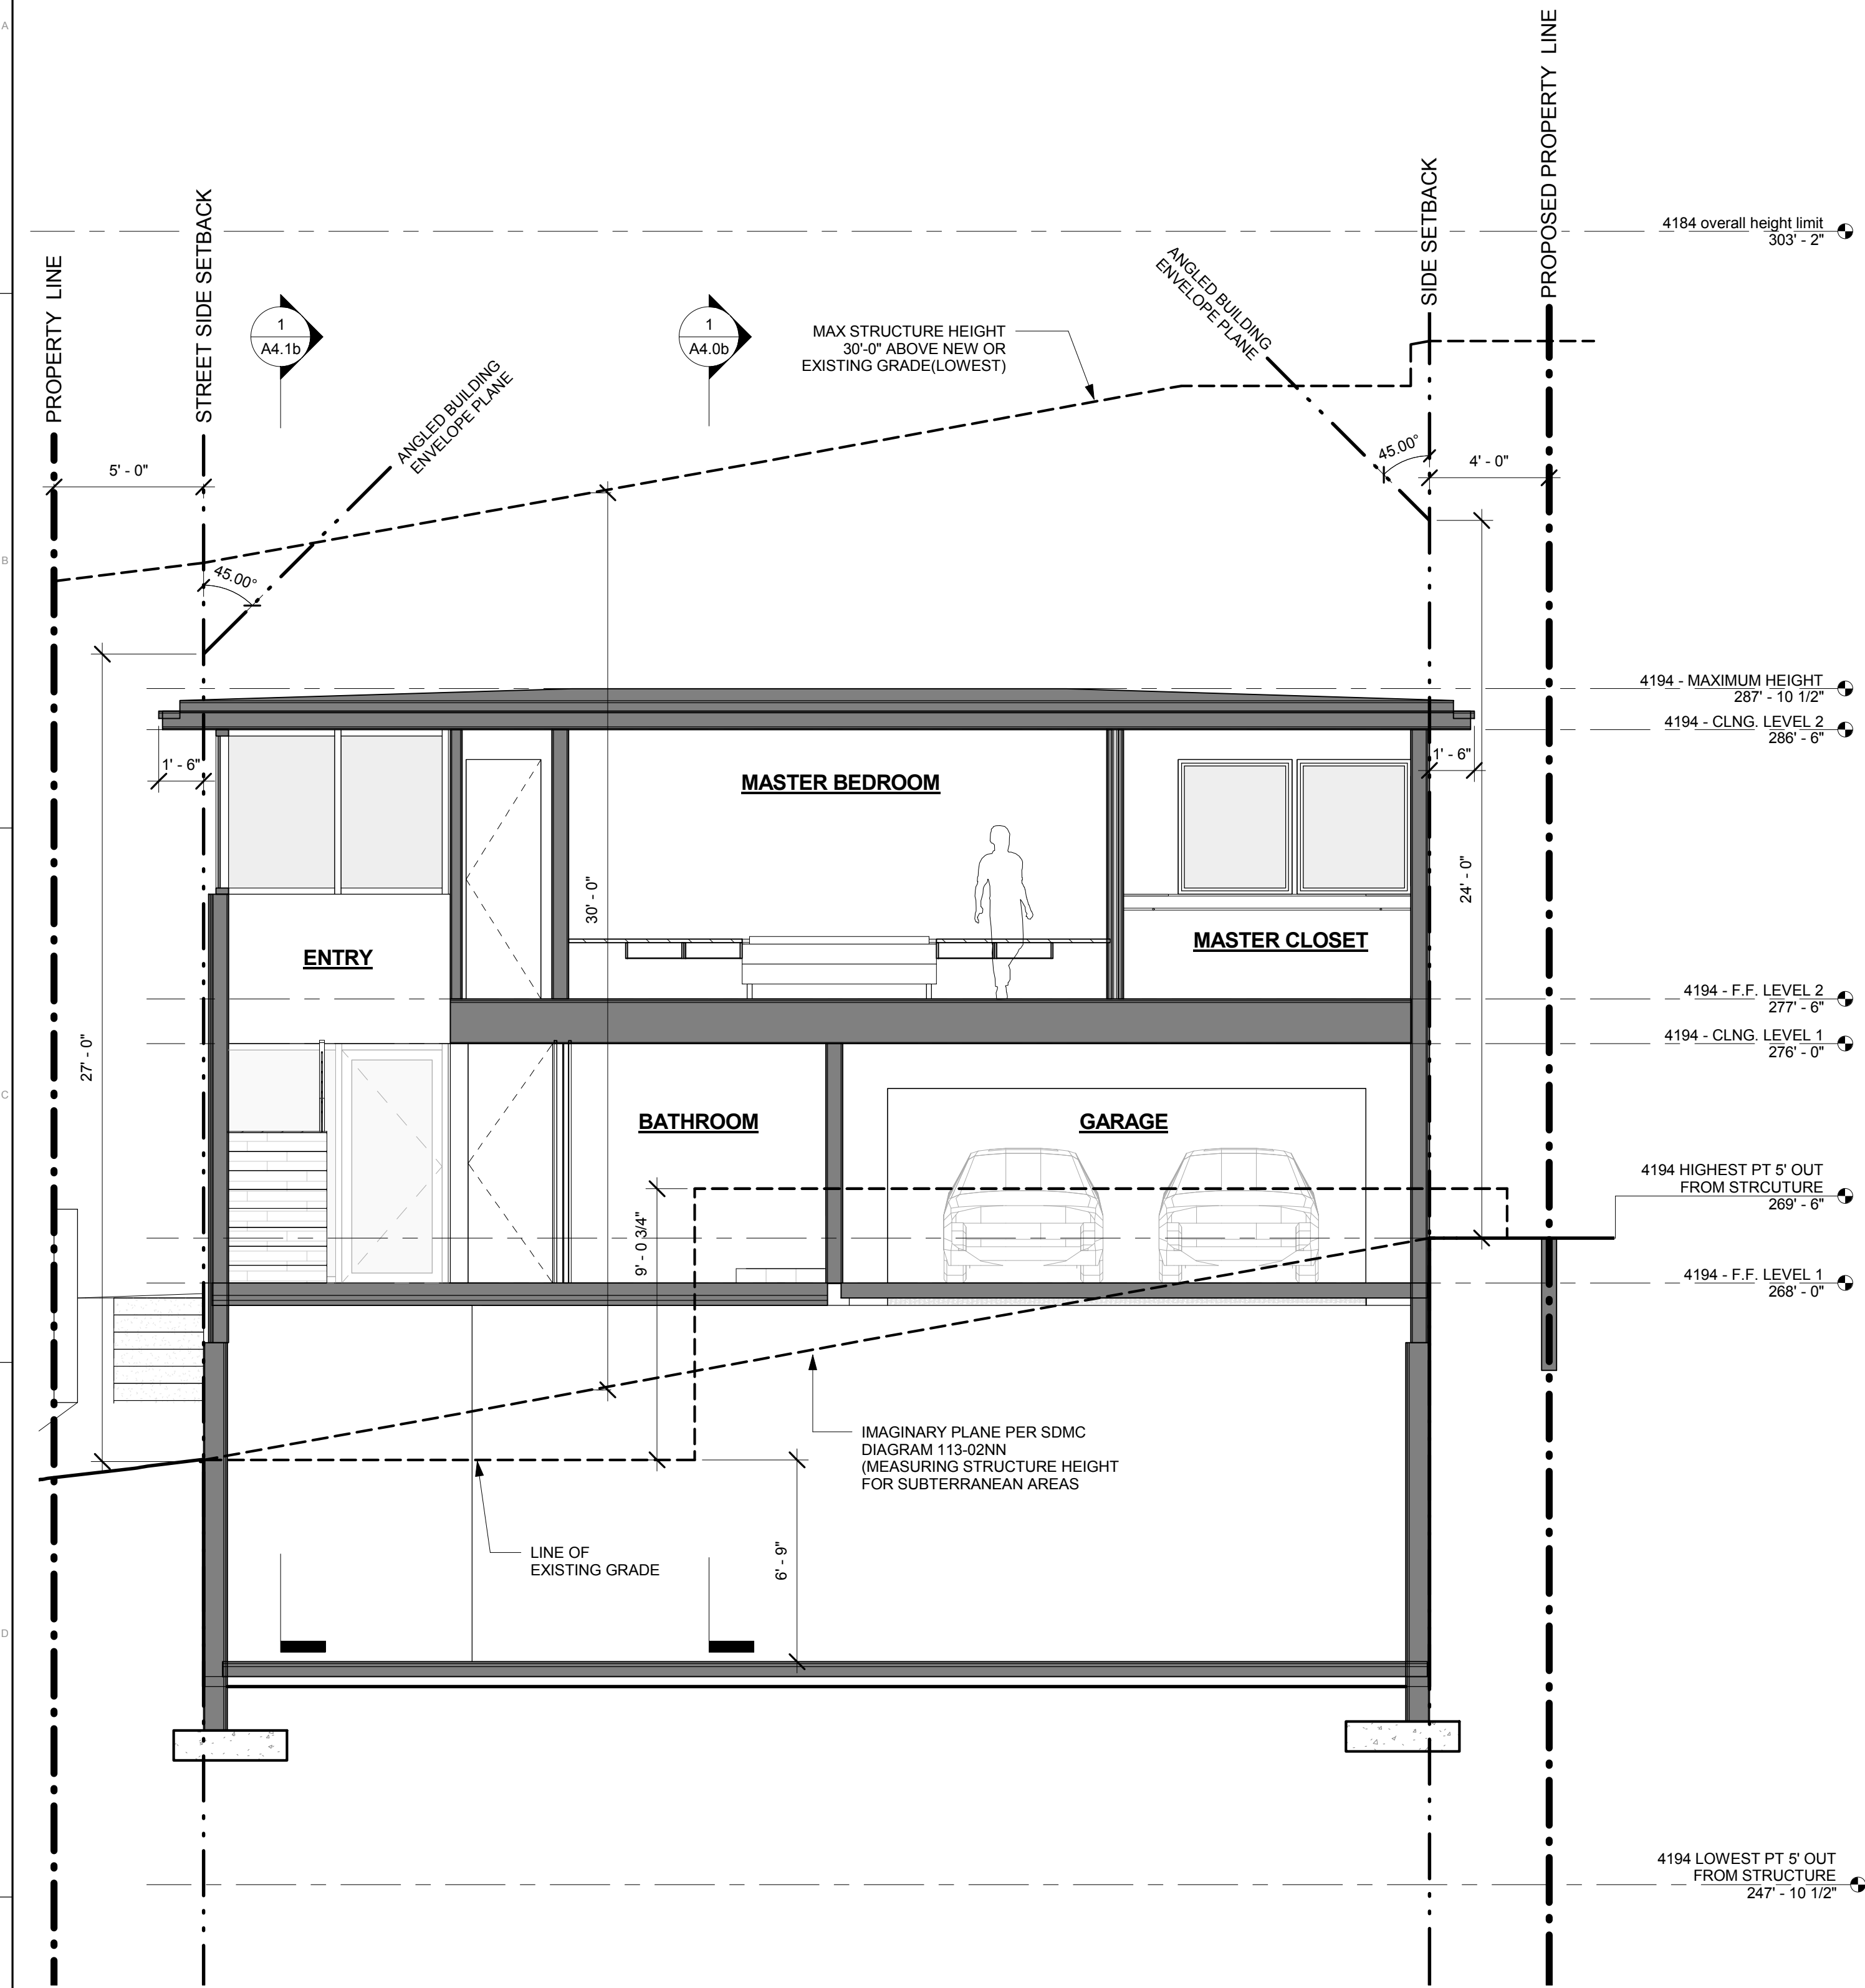 A
B
C
D
PROPERTY LINE
STREET SIDE SETBACK
SIDE SETBACK
PROPOSED PROPERTY LINE
4184 overall height limit
303' - 2"
1
A4.1b
1
A4.0b
MAX STRUCTURE HEIGHT
30'-0" ABOVE NEW OR
EXISTING GRADE(LOWEST)
ANGLED BUILDING
ENVELOPE PLANE
ANGLED BUILDING
ENVELOPE PLANE
5' - 0"
45.00°
4' - 0"
45.00°
4194 - MAXIMUM HEIGHT
287' - 10 1/2"
4194 - CLNG. LEVEL 2
286' - 6"
1' - 6"
1' - 6"
MASTER BEDROOM
30' - 0"
24' - 0"
ENTRY
MASTER CLOSET
4194 - F.F. LEVEL 2
277' - 6"
4194 - CLNG. LEVEL 1
276' - 0"
27' - 0"
BATHROOM
GARAGE
4194 HIGHEST PT 5' OUT
FROM STRCUTURE
269' - 6"
9' - 0 3/4"
4194 - F.F. LEVEL 1
268' - 0"
IMAGINARY PLANE PER SDMC
DIAGRAM 113-02NN
(MEASURING STRUCTURE HEIGHT
FOR SUBTERRANEAN AREAS
LINE OF
EXISTING GRADE
6' - 9"
4194 LOWEST PT 5' OUT
FROM STRUCTURE
247' - 10 1/2"